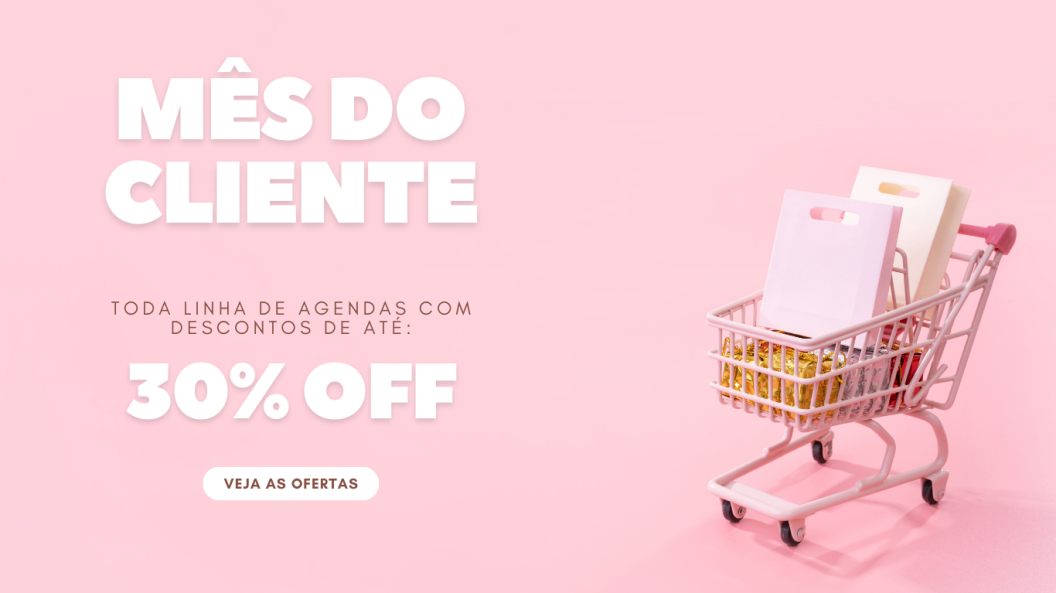 MÊS DO
CLIENTE
TODA LINHA DE AGENDAS COM
DESCONTOS DE ATÉ:
30% OFF
VEJA AS OFERTAS